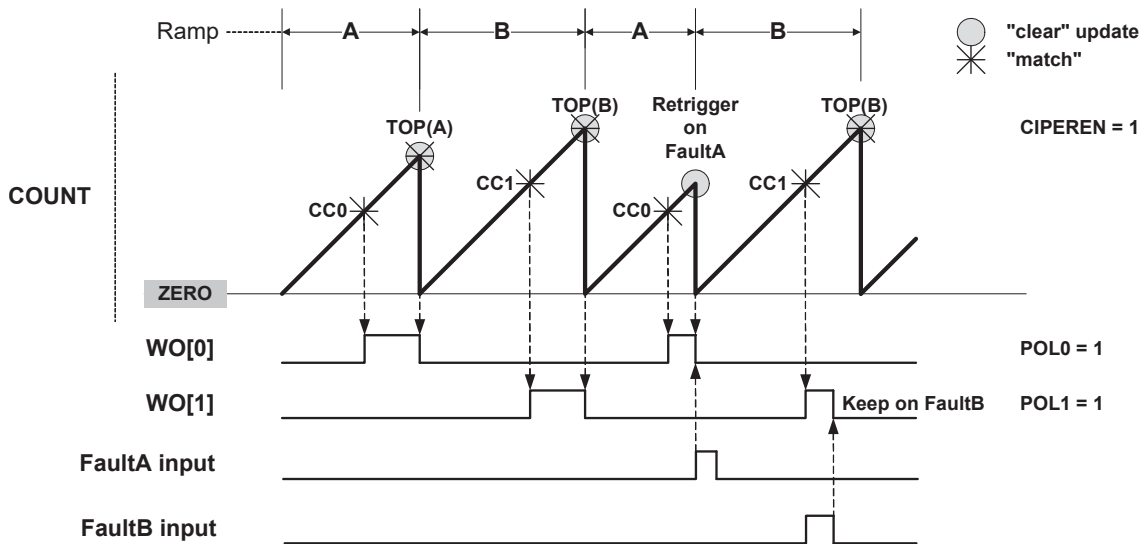 Ramp
A
B
A
B
"clear" update
"match"
TOP(A)
TOP(B)
Retrigger
on
FaultA
TOP(B)
CIPEREN = 1
COUNT
CC0
CC1
CC0
CC1
ZERO
WO[0]
POL0 = 1
WO[1]
Keep on FaultB
POL1 = 1
FaultA input
FaultB input